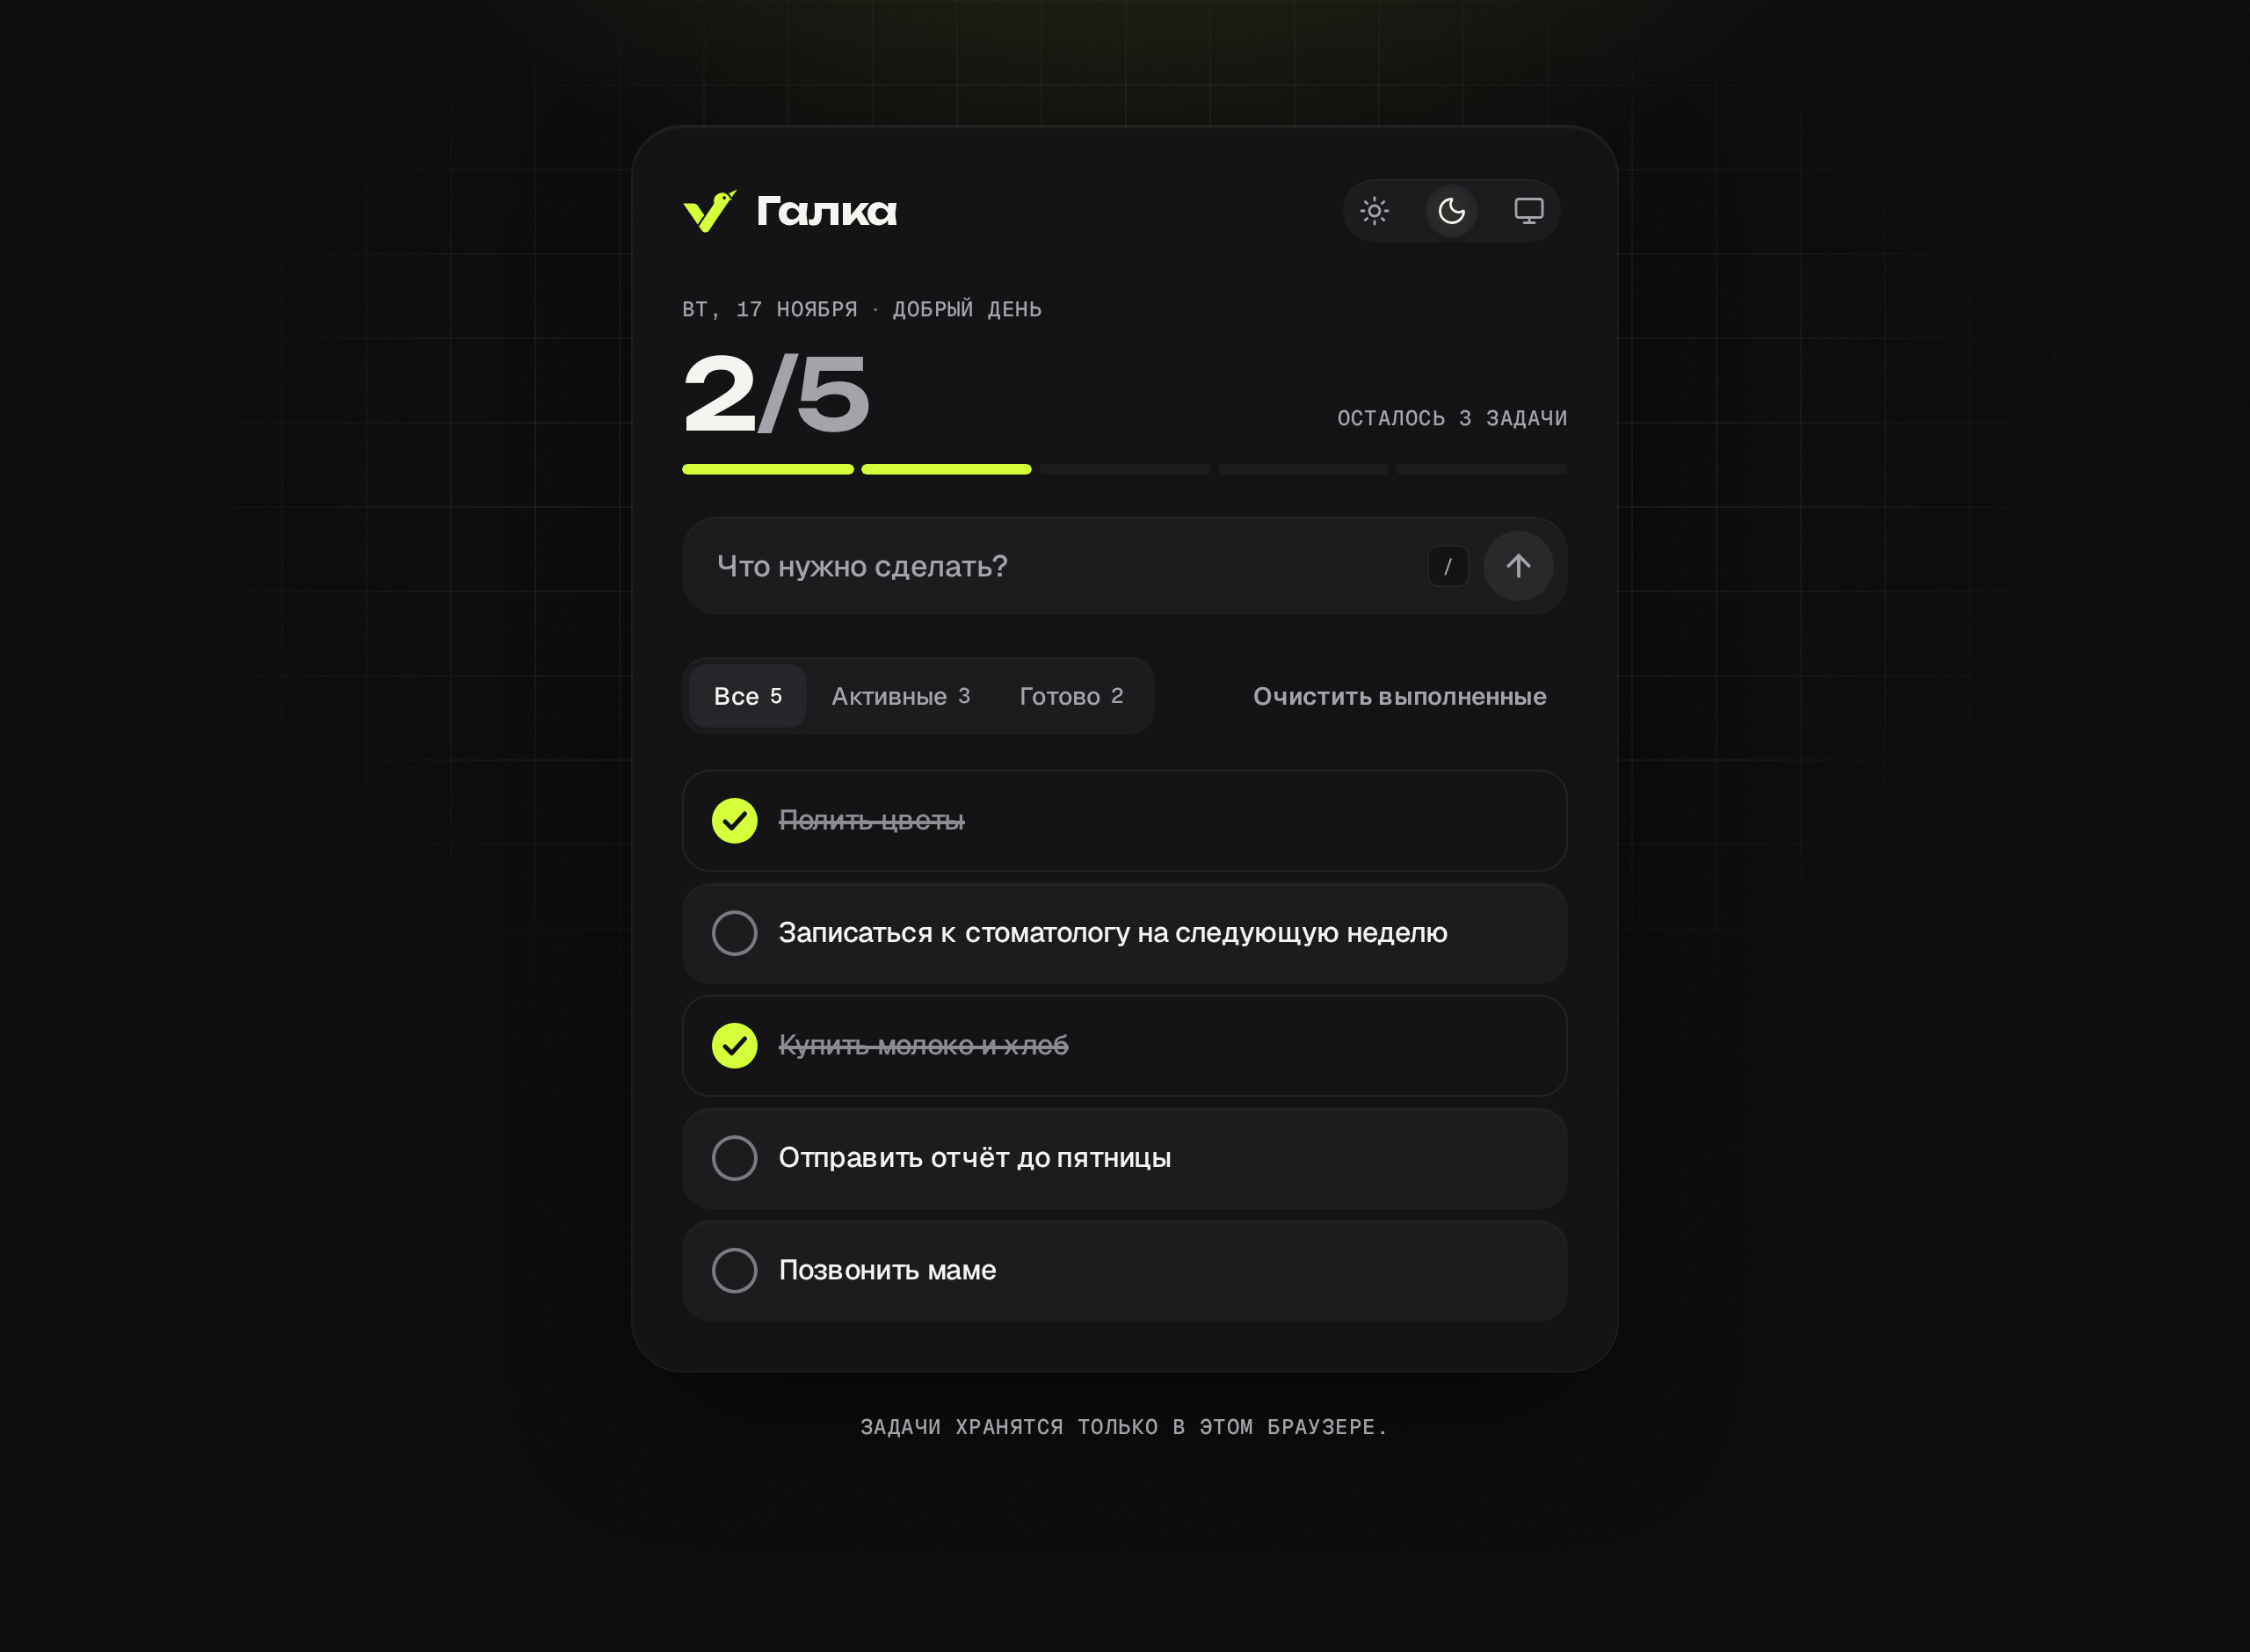 Галка
ВТ, 17 НОЯБРЯ · ДОБРЫЙ ДЕНЬ
2/5
ОСТАЛОСЬ 3 ЗАДАЧИ
Что нужно сделать? /
Все 5 Активные 3 Готово 2 Очистить выполненные
Полить цветы
Записаться к стоматологу на следующую неделю
Купить молоко и хлеб
Отправить отчёт до пятницы
Позвонить маме
ЗАДАЧИ ХРАНЯТСЯ ТОЛЬКО В ЭТОМ БРАУЗЕРЕ.